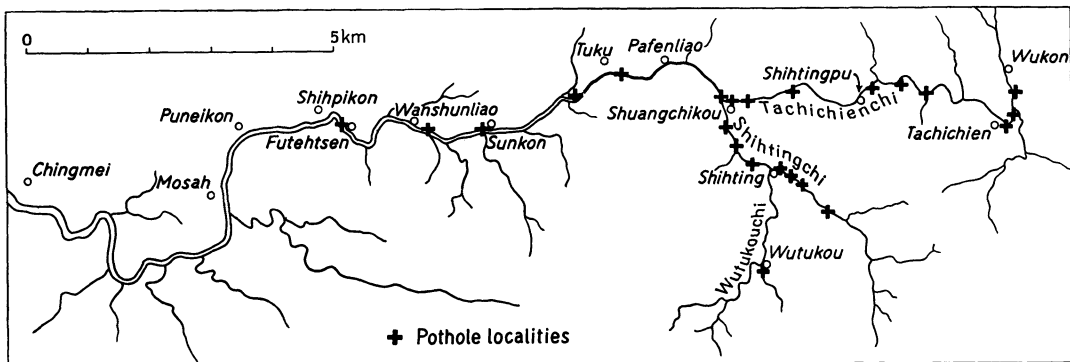 0 5km
Tuku
Pafenliao
Wukon
Shihtingpu
Shihpikon
Puneikon
Wanshunliao
Shuangchikou
Tachichienchi
Futehtsen
Sunkon
Tachichien
Shihtingchi
Chingmei
Mosah
Shihting
Wutukouchi
Wutukou
Pothole localities